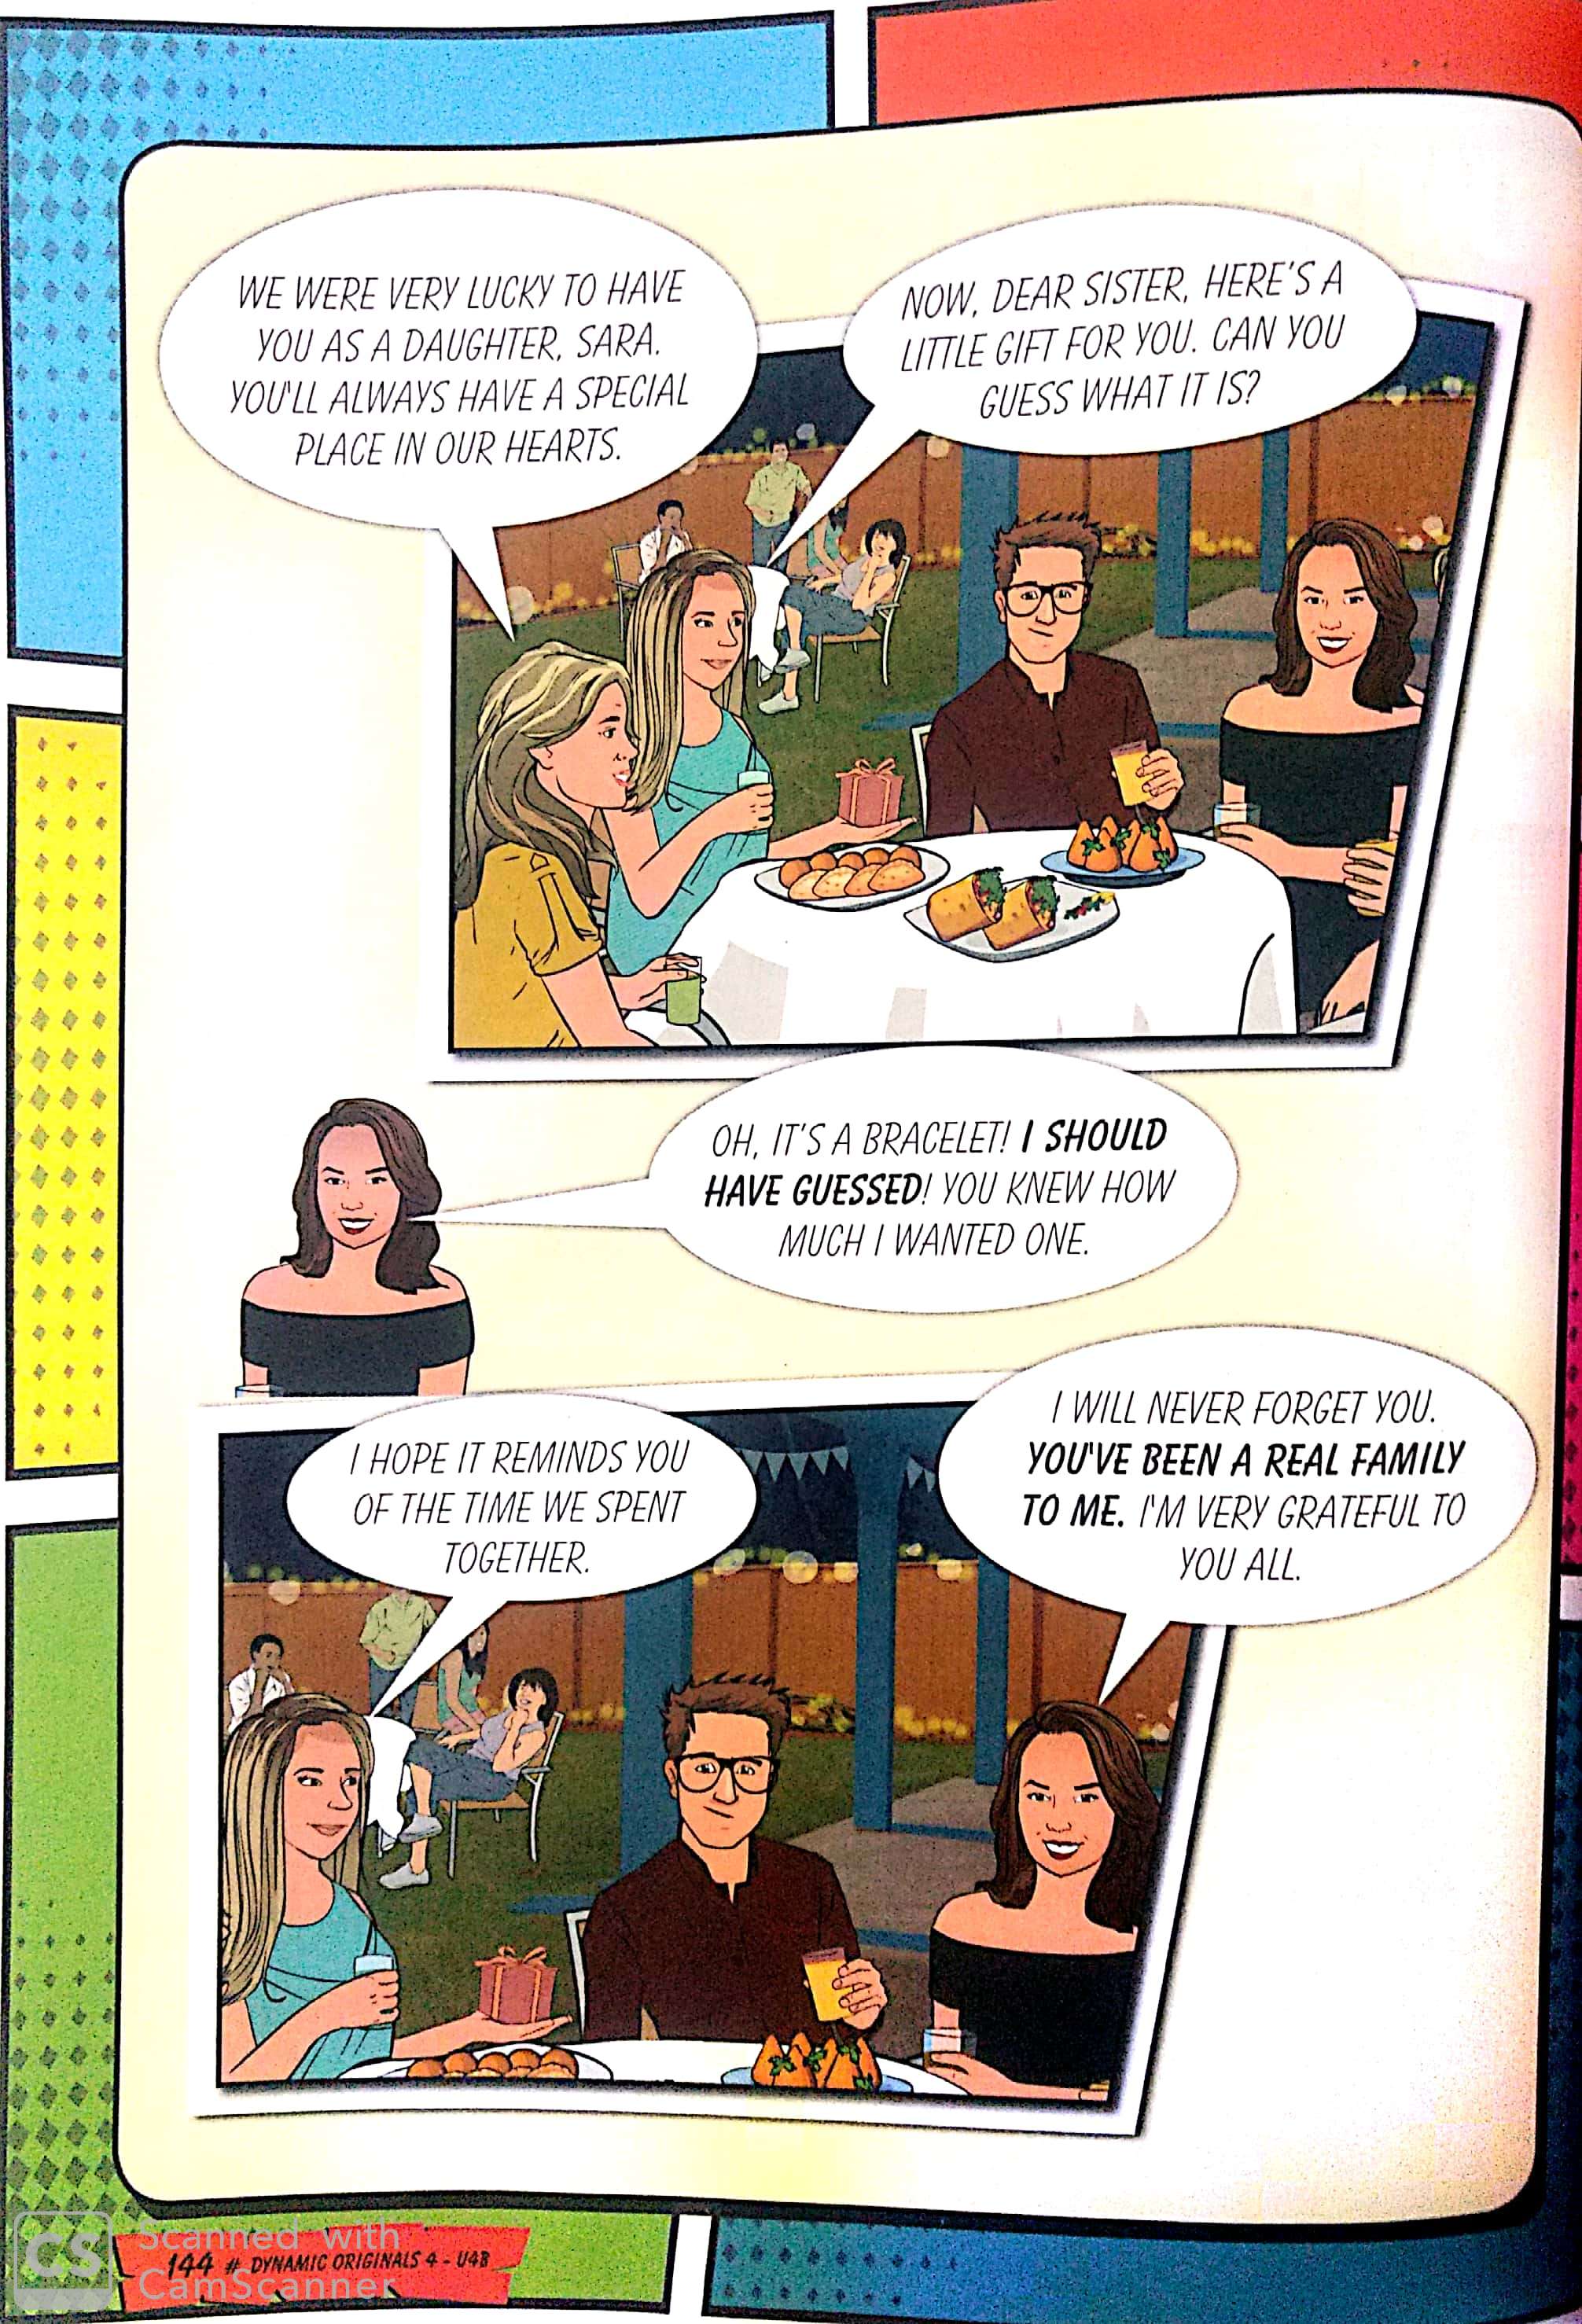 WE WERE VERY LUCKY TO HAVE
YOU AS A DAUGHTER, SARA.
YOU'LL ALWAYS HAVE A SPECIAL
PLACE IN OUR HEARTS.
NOW, DEAR SISTER, HERE'S A
LITTLE GIFT FOR YOU. CAN YOU
GUESS WHAT IT IS?
OH, IT'S A BRACELET! I SHOULD
HAVE GUESSED! YOU KNEW HOW
MUCH I WANTED ONE.
I HOPE IT REMINDS YOU
OF THE TIME WE SPENT
TOGETHER.
I WILL NEVER FORGET YOU.
YOU'VE BEEN A REAL FAMILY
TO ME. I'M VERY GRATEFUL TO
YOU ALL.
144 # DYNAMIC ORIGINALS 4 - U4B
CS
Scanned with
CamScanner